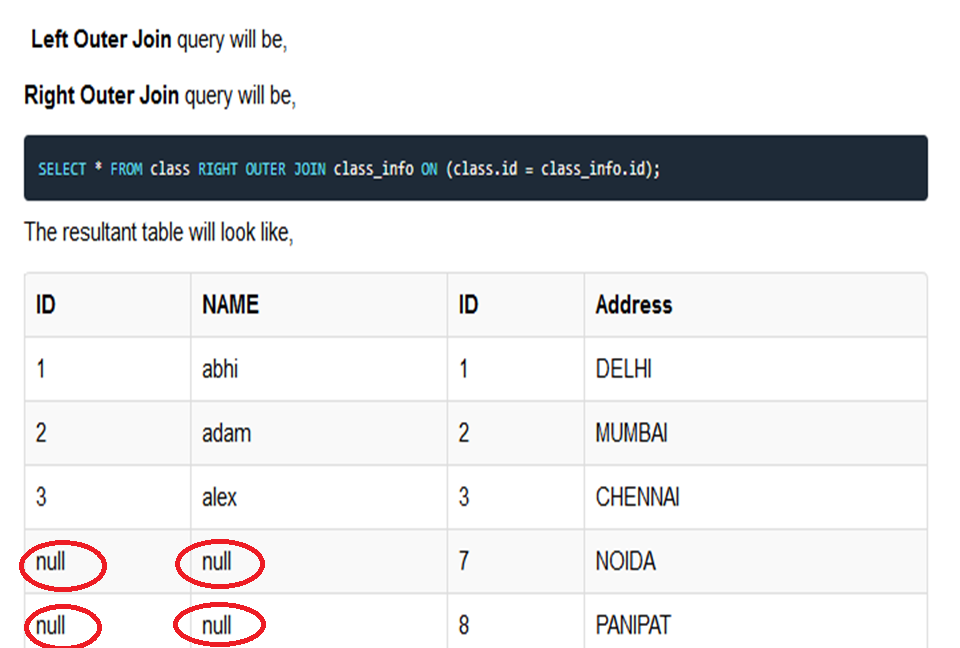 Left Outer Join query will be,
Right Outer Join query will be,
SELECT * FROM class RIGHT OUTER JOIN class_info ON (class.id = class_info.id);
The resultant table will look like,
ID NAME ID Address
1 abhi 1 DELHI
2 adam 2 MUMBAI
3 alex 3 CHENNAI
null null 7 NOIDA
null null 8 PANIPAT